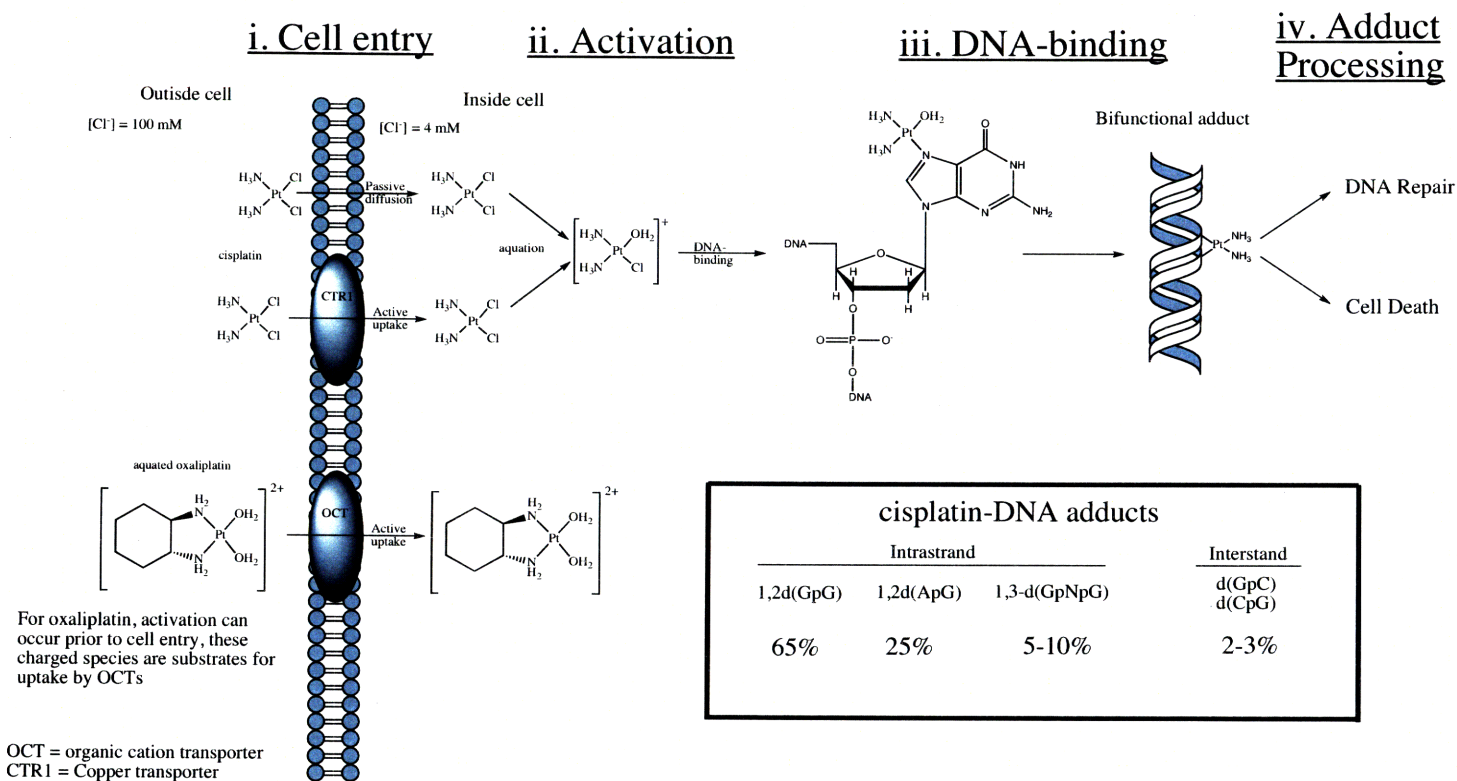 i. Cell entry
ii. Activation
iii. DNA-binding
iv. Adduct
Processing
Outisde cell
[Cl⁻] = 100 mM
Inside cell
[Cl⁻] = 4 mM
H₃N
Cl
Pt
H₃N
Cl
Passive
diffusion
H₃N
Cl
Pt
H₃N
Cl
cisplatin
H₃N
Cl
Pt
H₃N
Cl
CTR1
Active
uptake
H₃N
Cl
Pt
H₃N
Cl
aquation
H₃N
OH₂
Pt
H₃N
Cl
+
DNA-
binding
H₃N
OH₂
Pt
H₃N
N
O
NH
N
N
NH₂
DNA
O
H
H
H
H
O
O
P
O⁻
O
DNA
Bifunctional adduct
Pt
NH₃
NH₃
DNA Repair
Cell Death
aquated oxaliplatin
H₂
N
OH₂
Pt
N
H₂
OH₂
2+
OCT
Active
uptake
H₂
N
OH₂
Pt
N
H₂
OH₂
2+
For oxaliplatin, activation can
occur prior to cell entry, these
charged species are substrates for
uptake by OCTs
OCT = organic cation transporter
CTR1 = Copper transporter
cisplatin-DNA adducts
Intrastrand
Interstand
1,2d(GpG)
1,2d(ApG)
1,3-d(GpNpG)
d(GpC)
d(CpG)
65%
25%
5-10%
2-3%